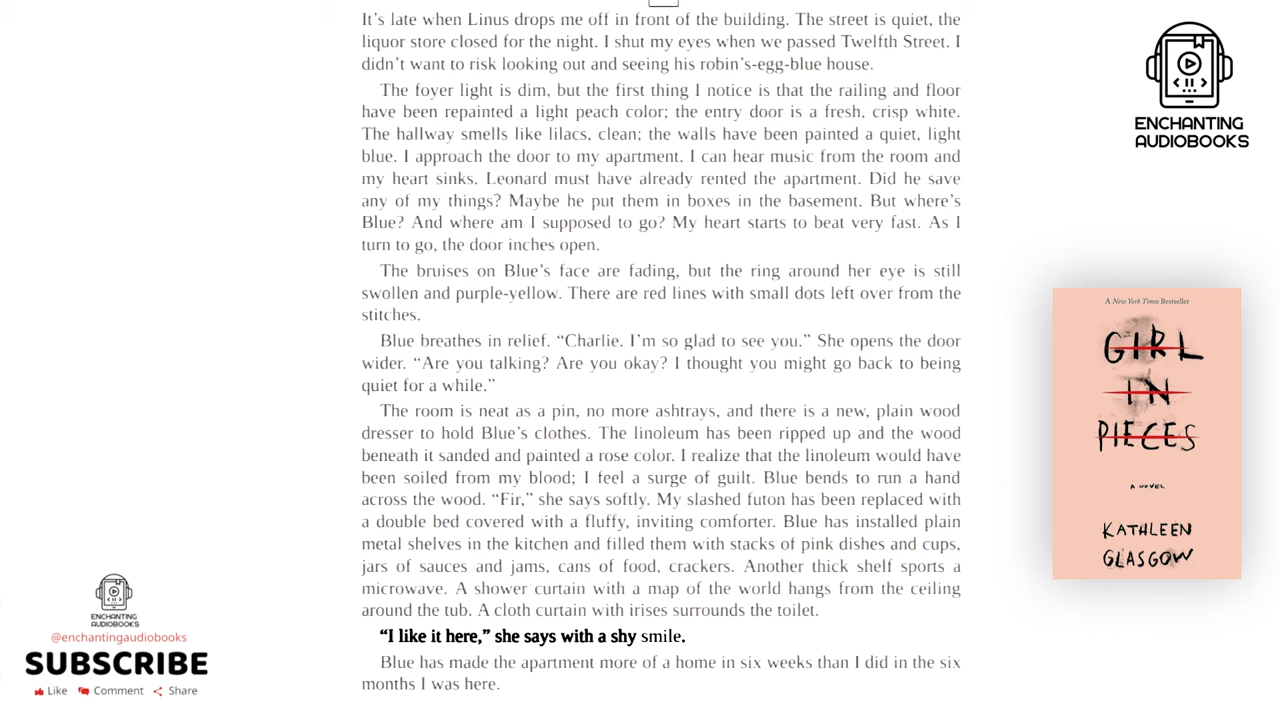 It’s late when Linus drops me off in front of the building. The street is quiet, the
liquor store closed for the night. I shut my eyes when we passed Twelfth Street. I
didn’t want to risk looking out and seeing his robin’s-egg-blue house.
The foyer light is dim, but the first thing I notice is that the railing and floor
have been repainted a light peach color; the entry door is a fresh, crisp white.
The hallway smells like lilacs, clean; the walls have been painted a quiet, light
blue. I approach the door to my apartment. I can hear music from the room and
my heart sinks. Leonard must have already rented the apartment. Did he save
any of my things? Maybe he put them in boxes in the basement. But where’s
Blue? And where am I supposed to go? My heart starts to beat very fast. As I
turn to go, the door inches open.
The bruises on Blue’s face are fading, but the ring around her eye is still
swollen and purple-yellow. There are red lines with small dots left over from the
stitches.
Blue breathes in relief. “Charlie. I’m so glad to see you.” She opens the door
wider. “Are you talking? Are you okay? I thought you might go back to being
quiet for a while.”
The room is neat as a pin, no more ashtrays, and there is a new, plain wood
dresser to hold Blue’s clothes. The linoleum has been ripped up and the wood
beneath it sanded and painted a rose color. I realize that the linoleum would have
been soiled from my blood; I feel a surge of guilt. Blue bends to run a hand
across the wood. “Fir,” she says softly. My slashed futon has been replaced with
a double bed covered with a fluffy, inviting comforter. Blue has installed plain
metal shelves in the kitchen and filled them with stacks of pink dishes and cups,
jars of sauces and jams, cans of food, crackers. Another thick shelf sports a
microwave. A shower curtain with a map of the world hangs from the ceiling
around the tub. A cloth curtain with irises surrounds the toilet.
“I like it here,” she says with a shy smile.
Blue has made the apartment more of a home in six weeks than I did in the six
months I was here.
ENCHANTING
AUDIOBOOKS
A New York Times Bestseller
GIRL
IN
PIECES
A NOVEL
KATHLEEN
GLASGOW
ENCHANTING
AUDIOBOOKS
@enchantingaudiobooks
SUBSCRIBE
Like Comment Share